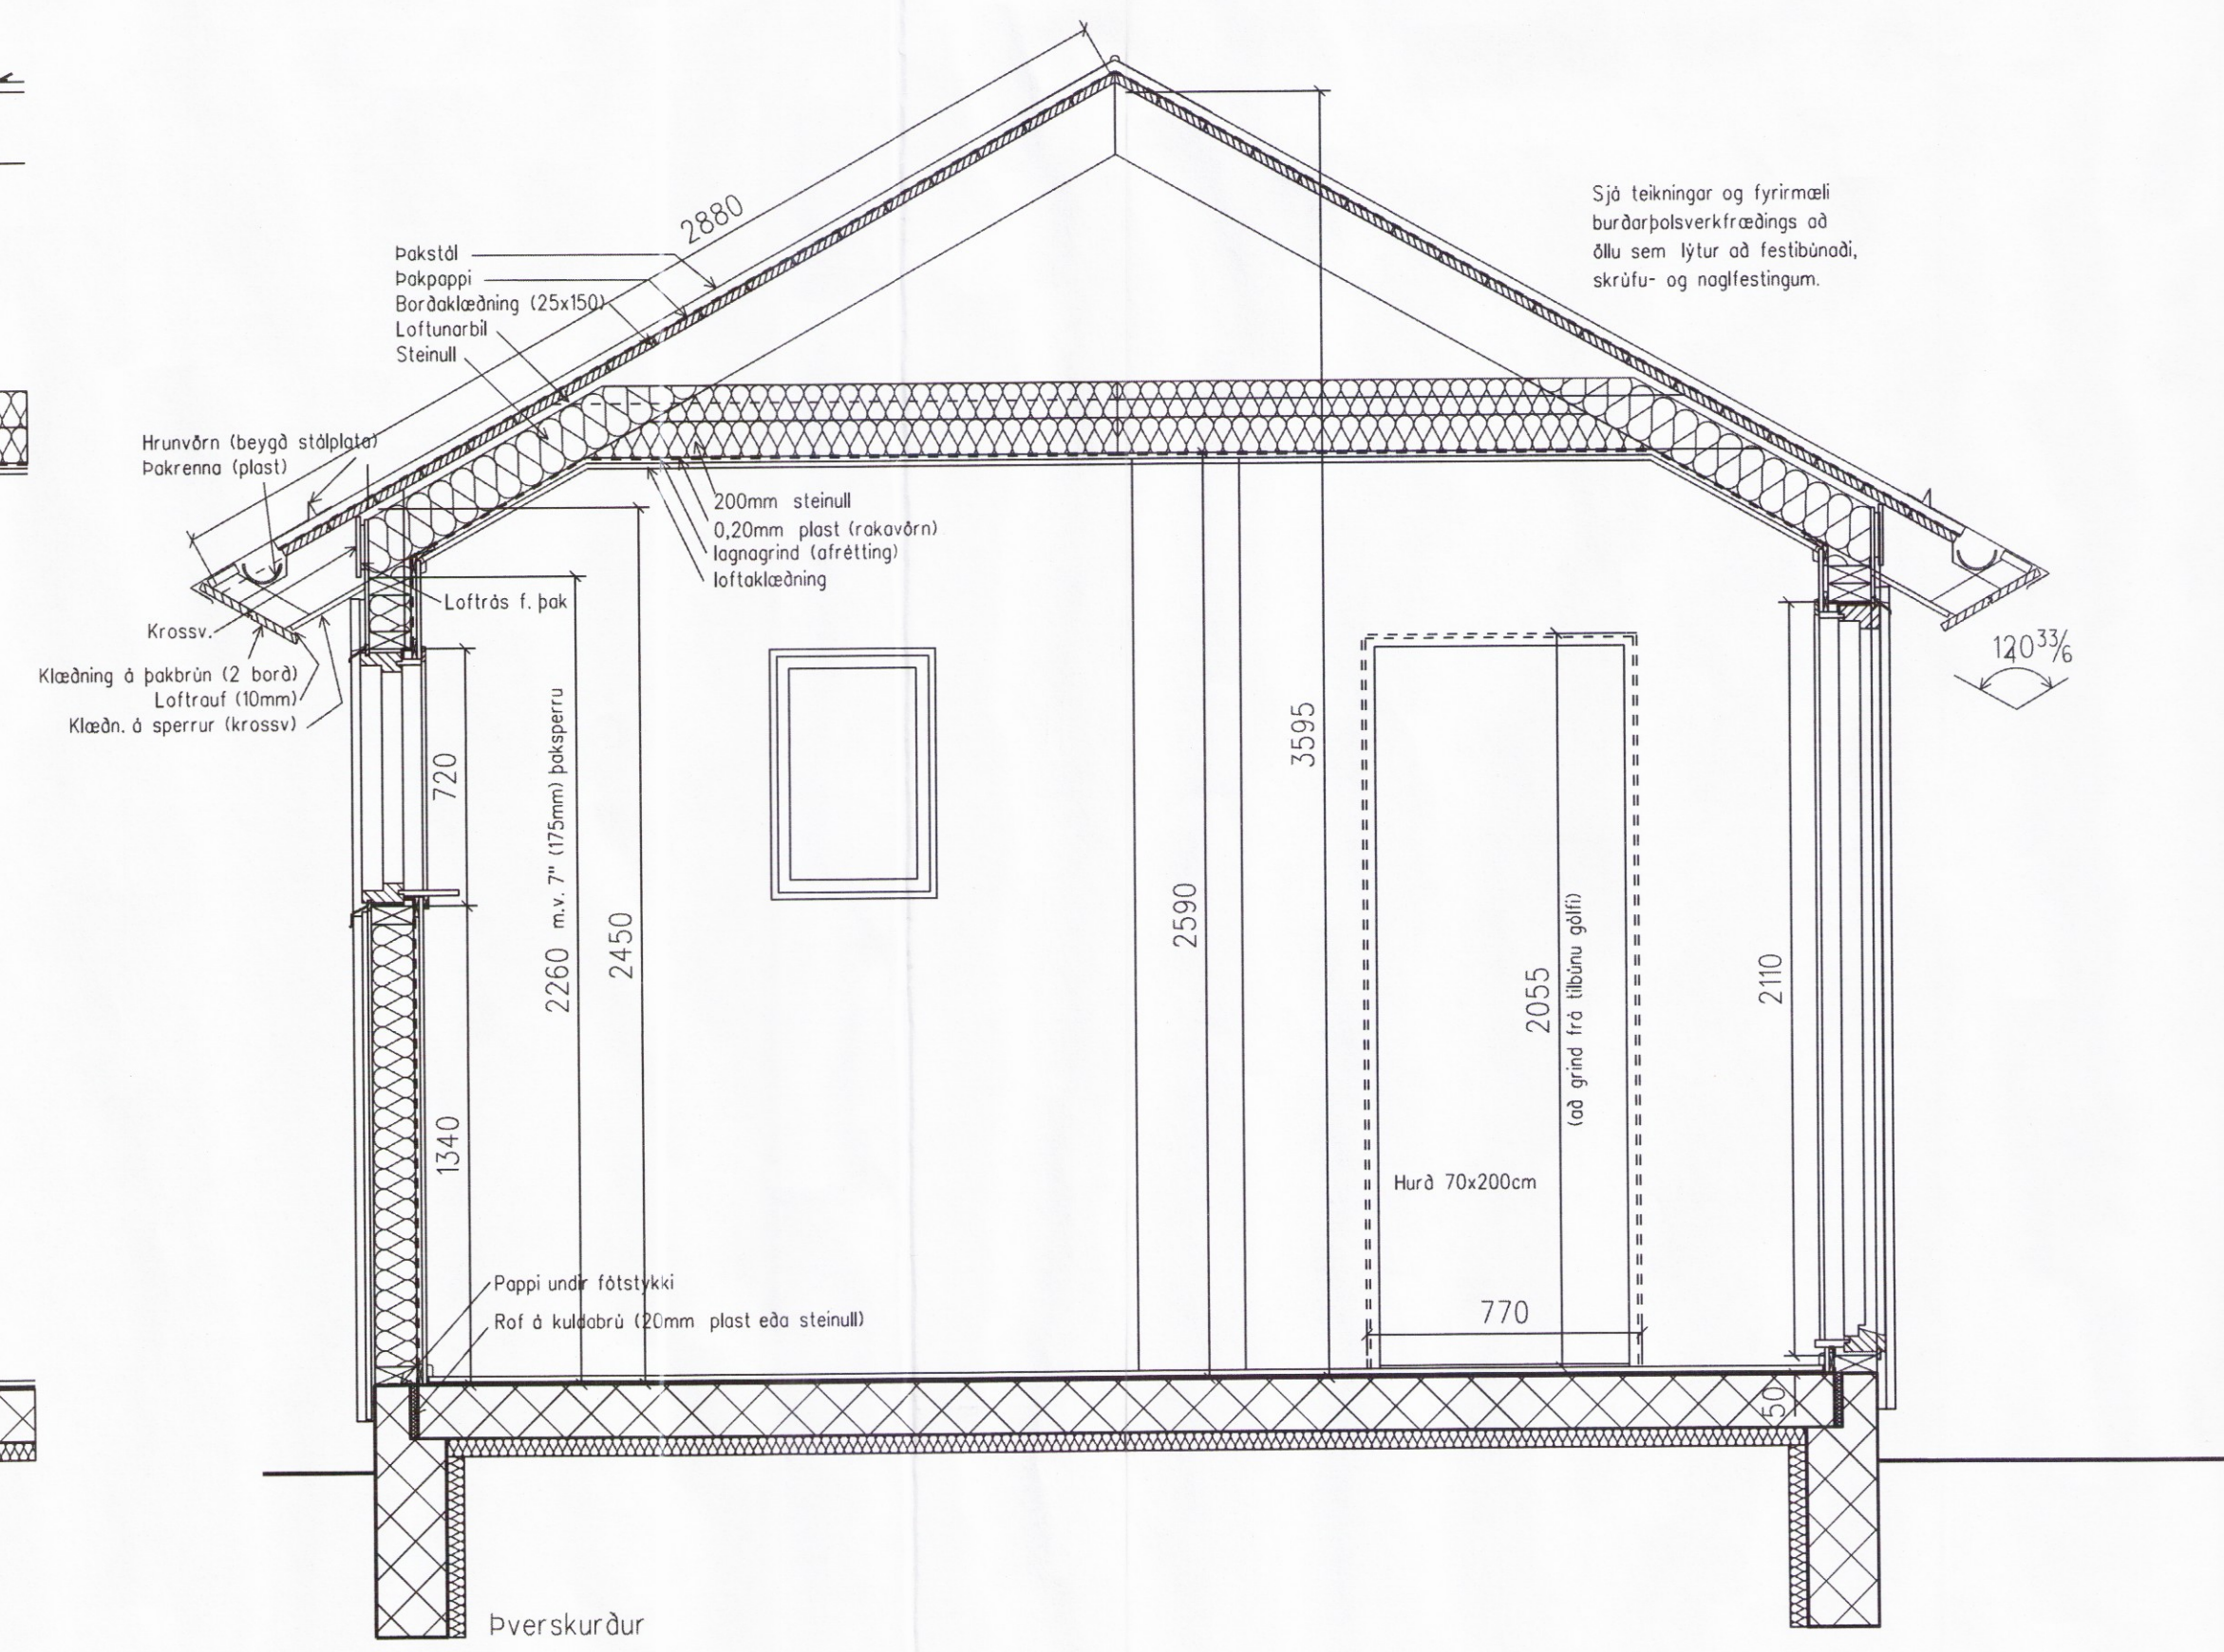 2880
Þakstál
Þakpappi
Borðaklæðning (25x150)
Loftunarbil
Steinull
Sjá teikningar og fyrirmæli
burðarþolsverkfræðings að
öllu sem lýtur að festibúnaði,
skrúfu- og naglfestingum.
Hrunvörn (beygð stálplata)
Þakrenna (plast)
200mm steinull
0,20mm plast (rakavörn)
lagnagrind (afrétting)
loftaklæðning
Loftrás f. þak
Krossv.
Klæðning á þakbrún (2 borð)
Loftrauf (10mm)
Klæðn. á sperrur (krossv)
720
2260 m.v. 7" (175mm) þaksperru
2450
3595
2590
2055
(að grind frá tilbúnu gólfi)
2110
1340
Hurð 70x200cm
770
Pappi undir fótstykki
Rof á kuldabrú (20mm plast eða steinull)
50
Þverskurður